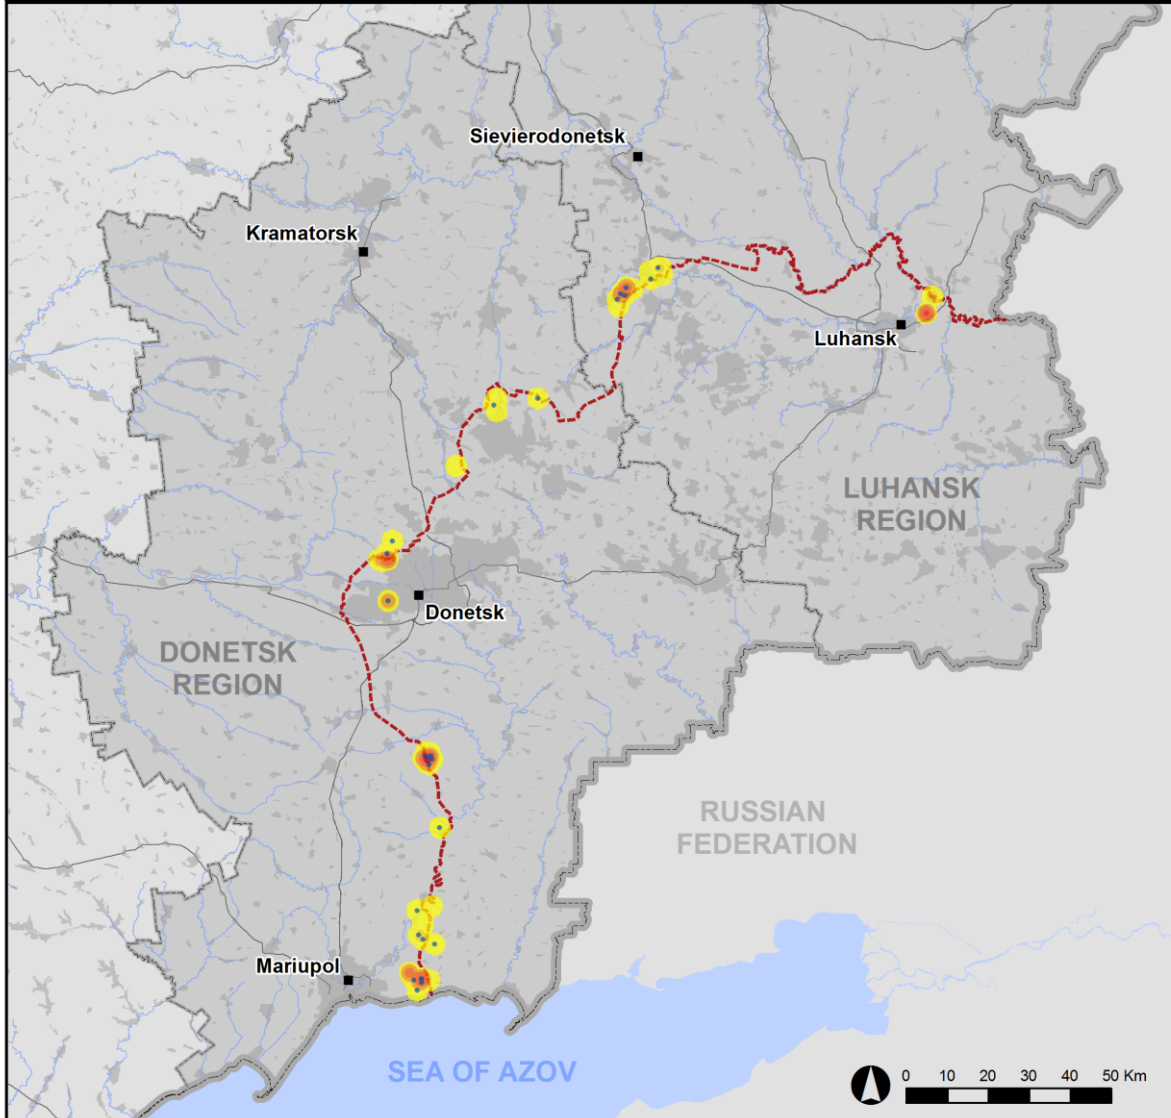 Sievierodonetsk
Kramatorsk
Luhansk
LUHANSK
REGION
Donetsk
DONETSK
REGION
RUSSIAN
FEDERATION
Mariupol
SEA OF AZOV
0 10 20 30 40 50 Km